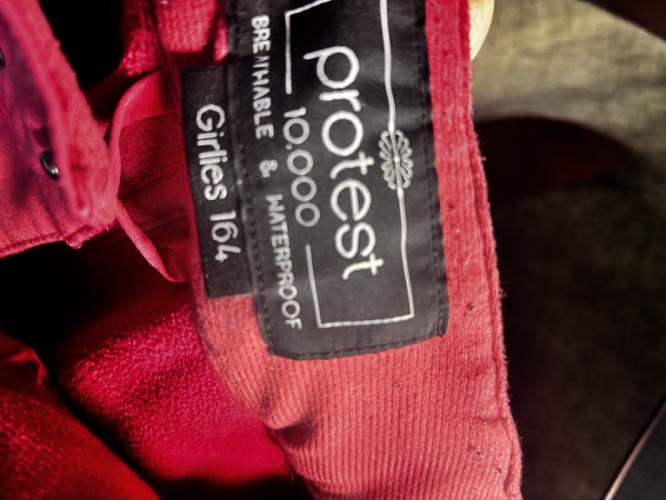 protest
10.000
BREATHABLE & WATERPROOF
Girlies 164